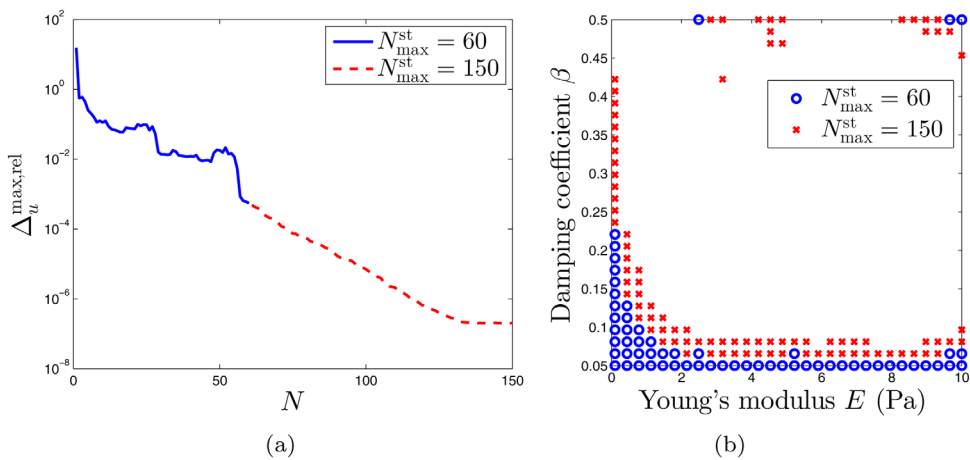 10^2
10^0
10^-2
10^-4
10^-6
10^-8
Δ_u^max,rel
N_max^st = 60
N_max^st = 150
0 50 100 150
N
(a)
0.5
0.45
0.4
0.35
0.3
0.25
0.2
0.15
0.1
0.05
Damping coefficient β
N_max^st = 60
N_max^st = 150
0 2 4 6 8 10
Young's modulus E (Pa)
(b)